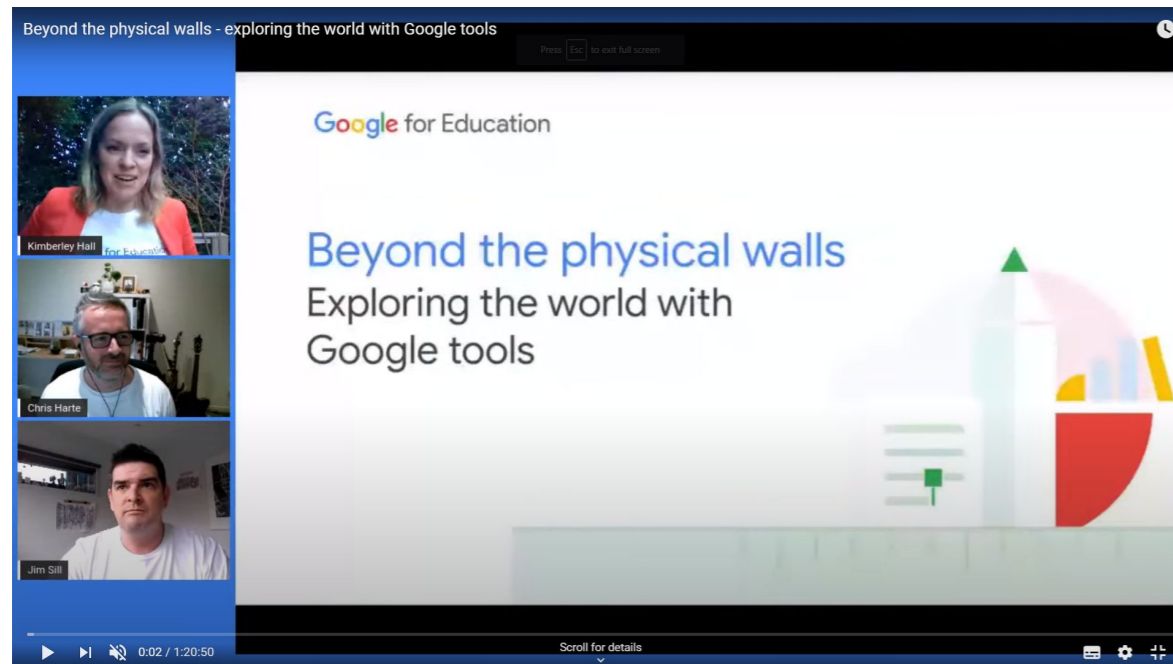 Beyond the physical walls - exploring the world with Google tools
Press Esc to exit full screen
Google for Education
Beyond the physical walls
Exploring the world with
Google tools
Kimberley Hall
for Education
Chris Harte
Jim Sill
0:02 / 1:20:50
Scroll for details